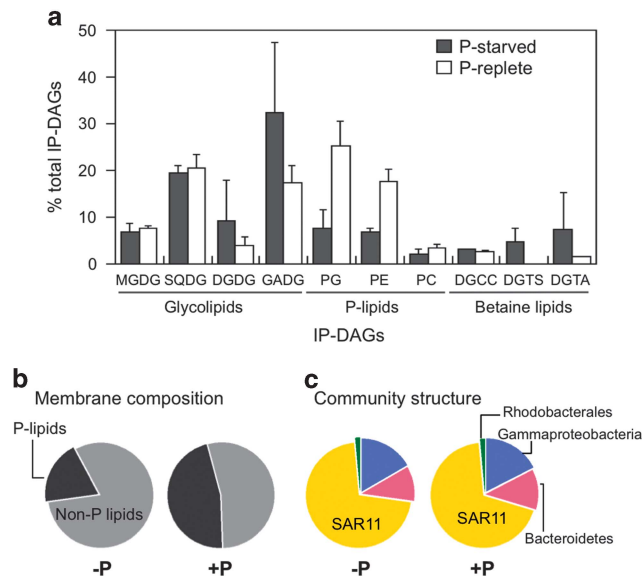 a
50
40
30
20
10
0
% total IP-DAGs
P-starved
P-replete
MGDG SQDG DGDG GADG PG PE PC DGCC DGTS DGTA
Glycolipids P-lipids Betaine lipids
IP-DAGs
b Membrane composition
P-lipids
Non-P lipids
-P +P
c Community structure
Rhodobacterales
Gammaproteobacteria
SAR11 SAR11
Bacteroidetes
-P +P